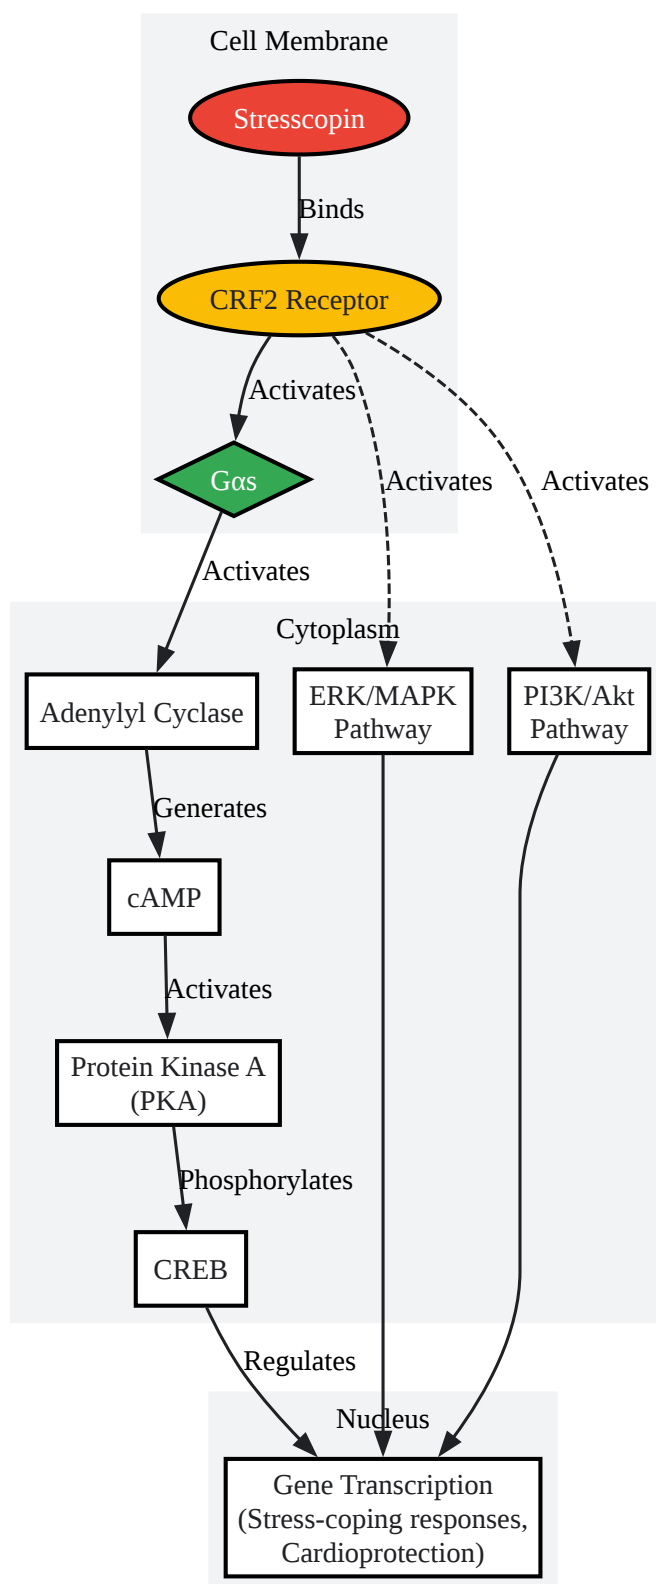 Cell Membrane
Stresscopin
Binds
CRF2 Receptor
Activates
Gαs
Activates
Activates
Activates
Cytoplasm
Adenylyl Cyclase
ERK/MAPK
Pathway
PI3K/Akt
Pathway
Generates
cAMP
Activates
Protein Kinase A
(PKA)
Phosphorylates
CREB
Regulates
Nucleus
Gene Transcription
(Stress-coping responses,
Cardioprotection)